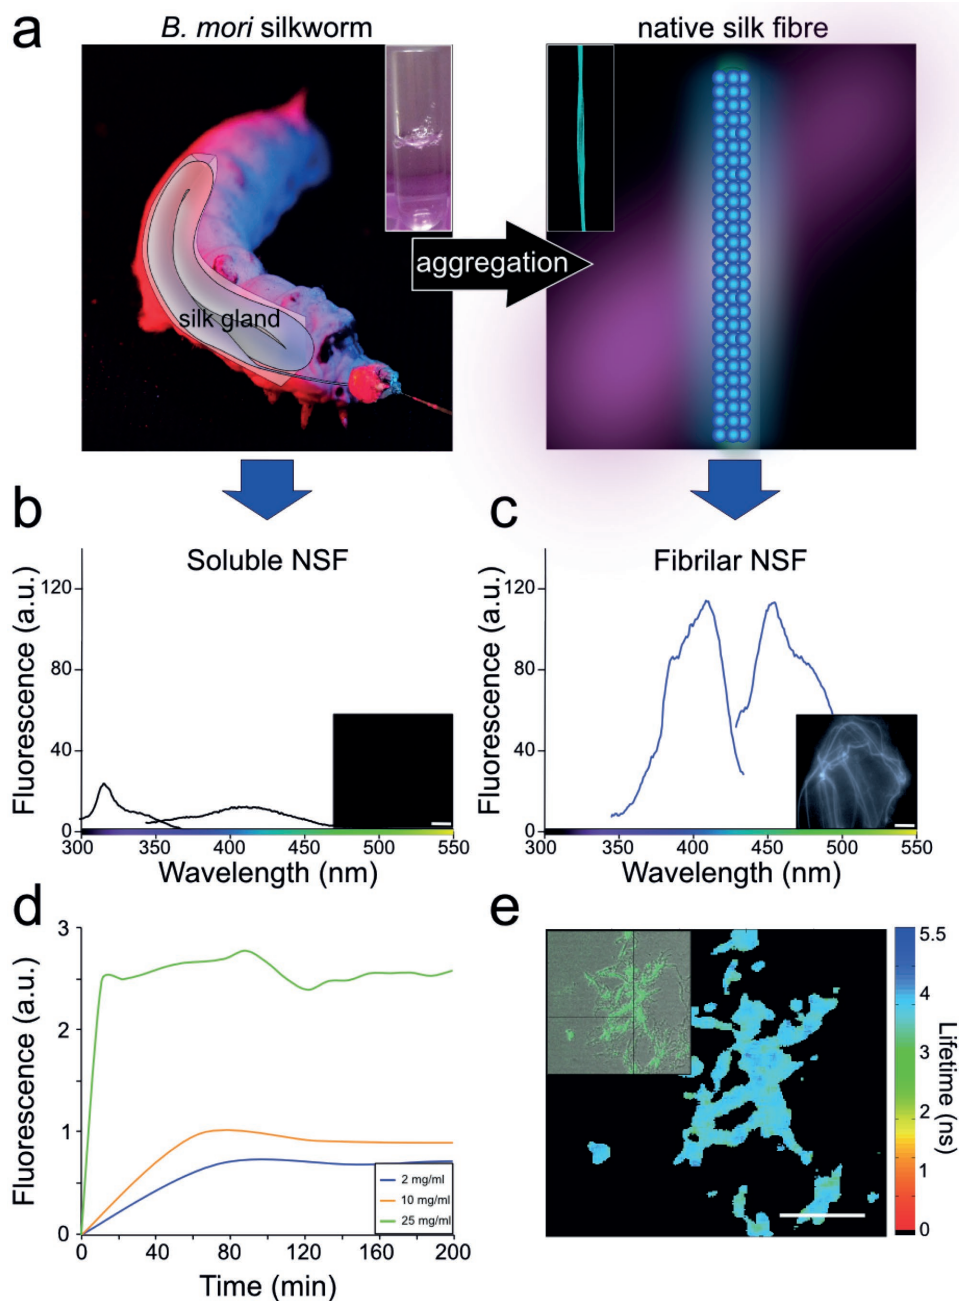 a
B. mori silkworm
native silk fibre
aggregation
silk gland
b
c
Soluble NSF
Fibrilar NSF
Fluorescence (a.u.)
120
80
40
0
300 350 400 450 500 550
Wavelength (nm)
Fluorescence (a.u.)
120
80
40
0
300 350 400 450 500 550
Wavelength (nm)
d
e
Fluorescence (a.u.)
3
2
1
0
0 40 80 120 160 200
Time (min)
2 mg/ml
10 mg/ml
25 mg/ml
5.5
4
3
2
1
0
Lifetime (ns)